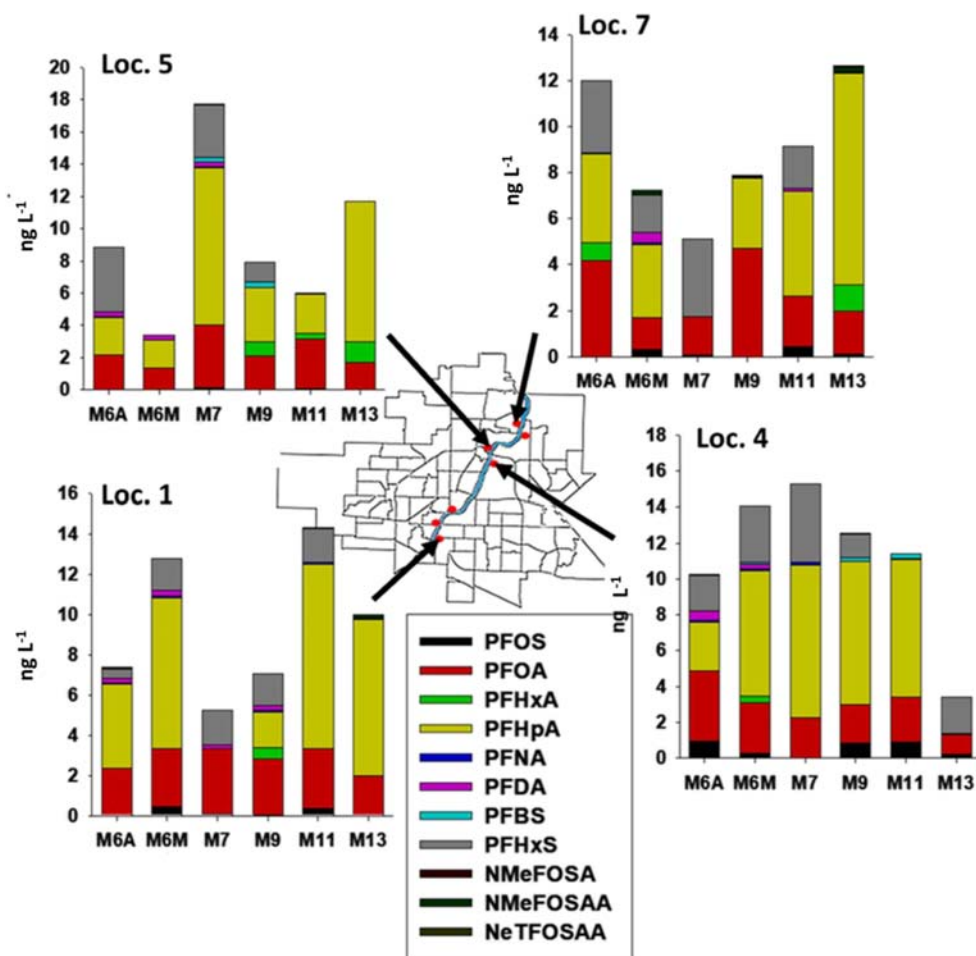 Loc. 5
ng L-1
20
18
16
14
12
10
8
6
4
2
0
M6A M6M M7 M9 M11 M13
Loc. 7
ng L-1
14
12
10
8
6
4
2
0
M6A M6M M7 M9 M11 M13
Loc. 1
ng L-1
16
14
12
10
8
6
4
2
0
M6A M6M M7 M9 M11 M13
Loc. 4
ng L-1
18
16
14
12
10
8
6
4
2
0
M6A M6M M7 M9 M11 M13
PFOS
PFOA
PFHxA
PFHpA
PFNA
PFDA
PFBS
PFHxS
NMeFOSA
NMeFOSAA
NeTFOSAA